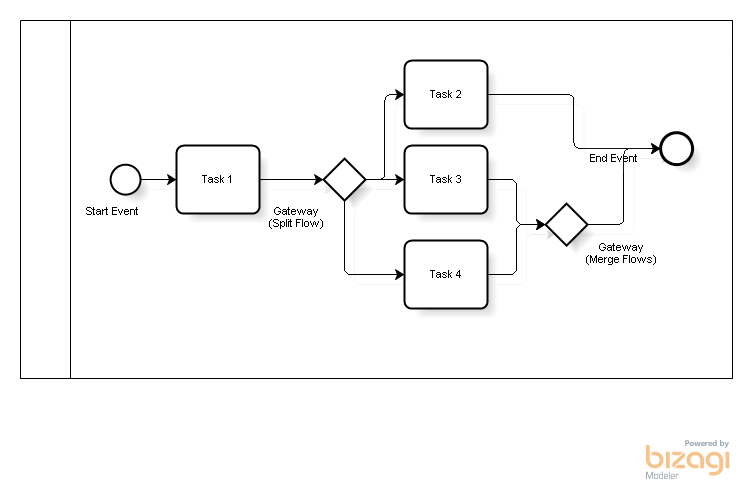 Task 2
End Event
Start Event
Task 1
Gateway
(Split Flow)
Task 3
Task 4
Gateway
(Merge Flows)
Powered by
bizagi
Modeler